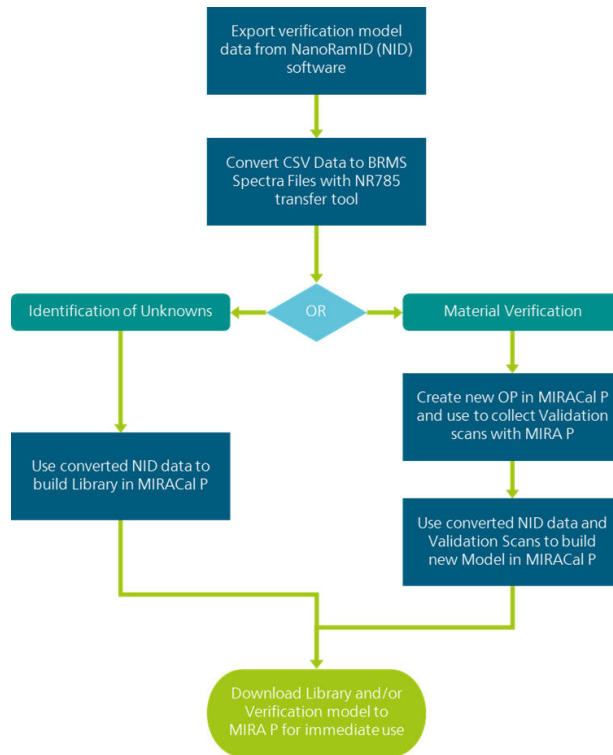 Export verification model
data from NanoRamID (NID)
software
Convert CSV Data to BRMS
Spectra Files with NR785
transfer tool
Identification of Unknowns
OR
Material Verification
Create new OP in MIRACal P
and use to collect Validation
scans with MIRA P
Use converted NID data to
build Library in MIRACal P
Use converted NID data and
Validation Scans to build
new Model in MIRACal P
Download Library and/or
Verification model to
MIRA P for immediate use